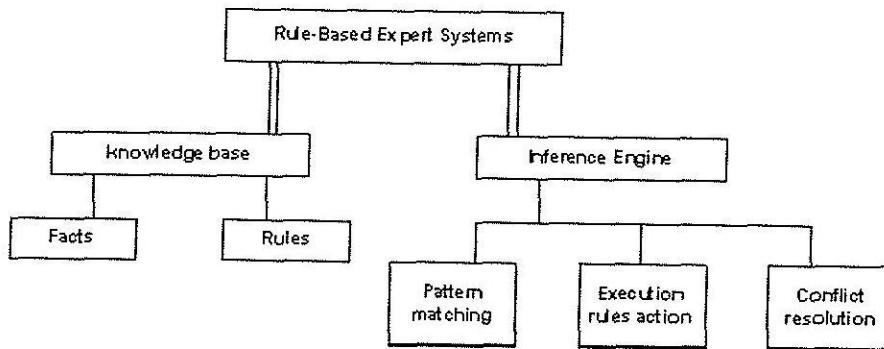 Rule-Based Expert Systems
knowledge base
Inference Engine
Facts
Rules
Pattern
matching
Execution
rules action
Conflict
resolution